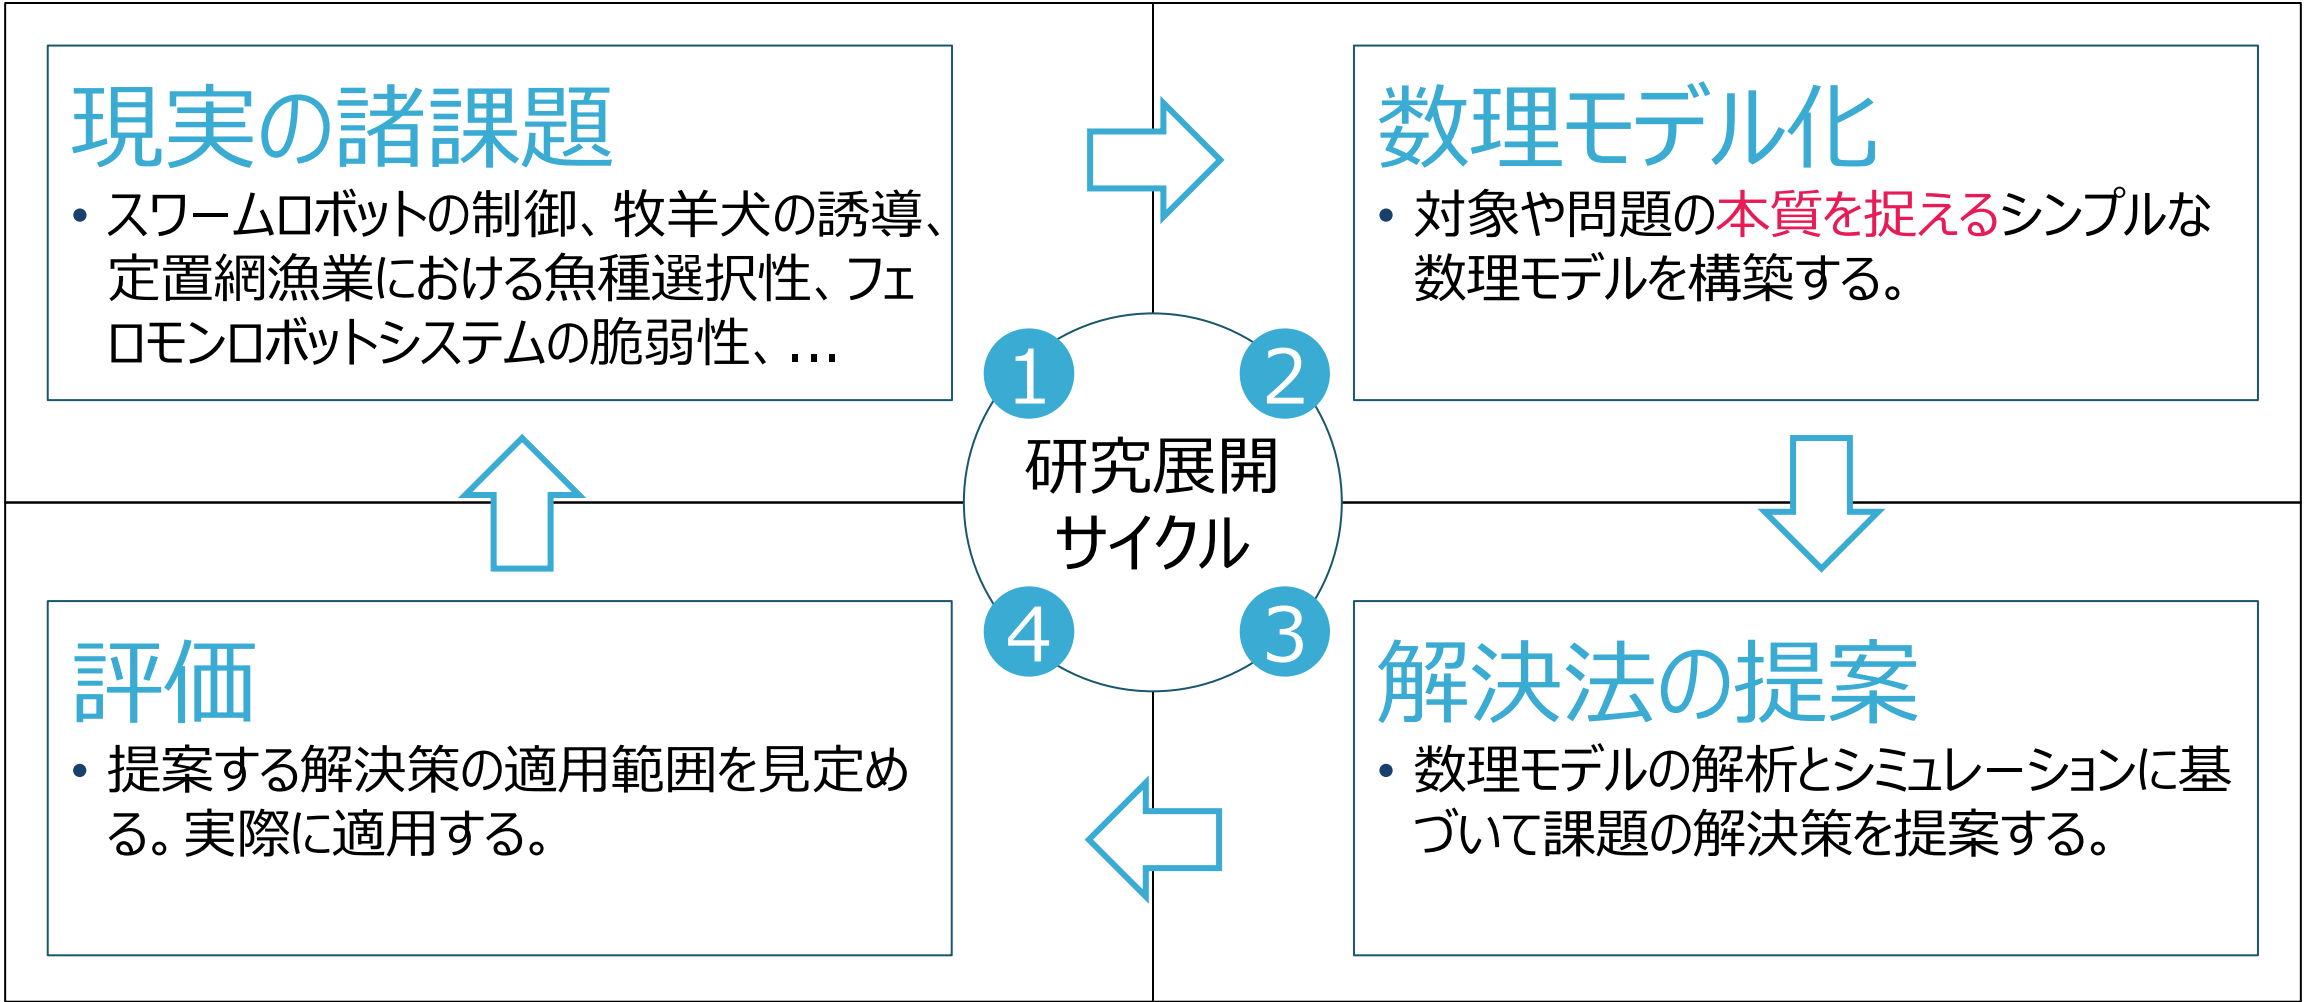 現実の諸課題
• スワームロボットの制御、牧羊犬の誘導、
定置網漁業における魚種選択性、フェ
ロモンロボットシステムの脆弱性、…
数理モデル化
• 対象や問題の本質を捉えるシンプルな
数理モデルを構築する。
1
2
研究展開
サイクル
4
3
評価
• 提案する解決策の適用範囲を見定め
る。実際に適用する。
解決法の提案
• 数理モデルの解析とシミュレーションに基
づいて課題の解決策を提案する。